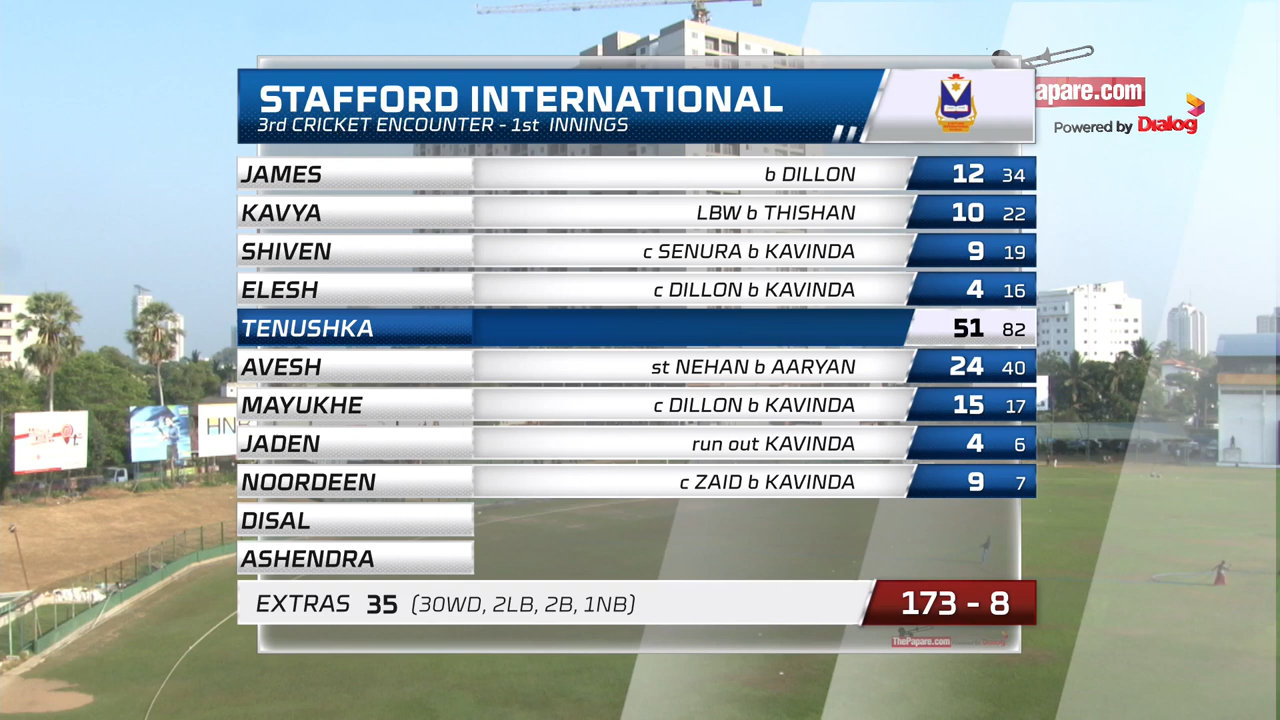 STAFFORD INTERNATIONAL
3rd CRICKET ENCOUNTER - 1st INNINGS
apare.com
Powered by Dialog
JAMES b DILLON 12 34
KAVYA LBW b THISHAN 10 22
SHIVEN c SENURA b KAVINDA 9 19
ELESH c DILLON b KAVINDA 4 16
TENUSHKA 51 82
AVESH st NEHAN b AARYAN 24 40
MAYUKHE c DILLON b KAVINDA 15 17
JADEN run out KAVINDA 4 6
NOORDEEN c ZAID b KAVINDA 9 7
DISAL
ASHENDRA
EXTRAS 35 (30WD, 2LB, 2B, 1NB) 173 - 8
ThePapare.com
HN